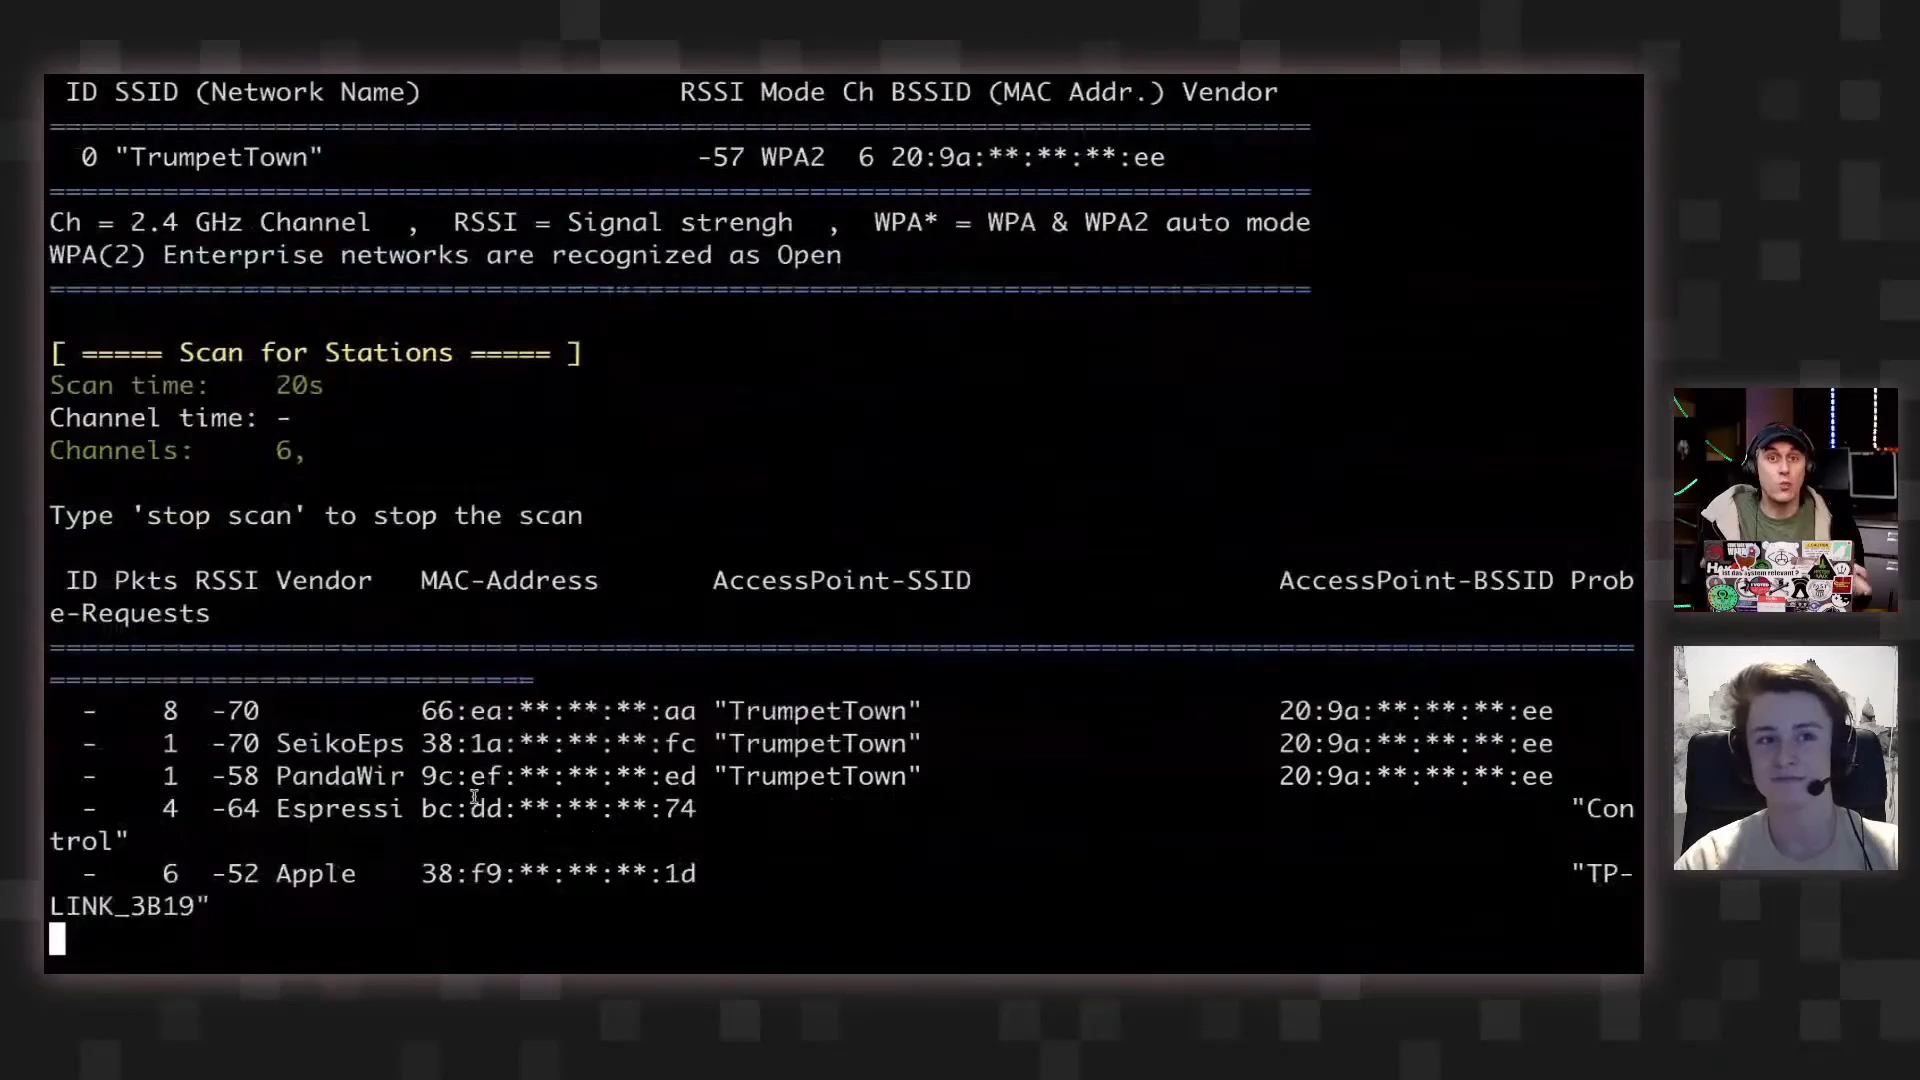 ID SSID (Network Name) RSSI Mode Ch BSSID (MAC Addr.) Vendor
==============================================================================
0 "TrumpetTown" -57 WPA2 6 20:9a:**:**:**:ee
==============================================================================
Ch = 2.4 GHz Channel , RSSI = Signal strengh , WPA* = WPA & WPA2 auto mode
WPA(2) Enterprise networks are recognized as Open
==============================================================================
[ ===== Scan for Stations ===== ]
Scan time: 20s
Channel time: -
Channels: 6,
Type 'stop scan' to stop the scan
ID Pkts RSSI Vendor MAC-Address AccessPoint-SSID AccessPoint-BSSID Prob
e-Requests
==================================================================================================
==============================
- 8 -70 66:ea:**:**:**:aa "TrumpetTown" 20:9a:**:**:**:ee
- 1 -70 SeikoEps 38:1a:**:**:**:fc "TrumpetTown" 20:9a:**:**:**:ee
- 1 -58 PandaWir 9c:ef:**:**:**:ed "TrumpetTown" 20:9a:**:**:**:ee
- 4 -64 Espressi bc:dd:**:**:**:74 "Con
trol"
- 6 -52 Apple 38:f9:**:**:**:1d "TP-
LINK_3B19"